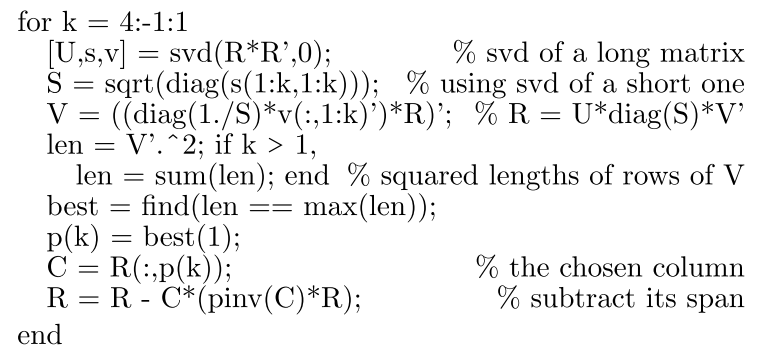 for k = 4:-1:1
[U,s,v] = svd(R*R',0); % svd of a long matrix
S = sqrt(diag(s(1:k,1:k))); % using svd of a short one
V = ((diag(1./S)*v(:,1:k)')*R)'; % R = U*diag(S)*V'
len = V'.^2; if k > 1,
len = sum(len); end % squared lengths of rows of V
best = find(len == max(len));
p(k) = best(1);
C = R(:,p(k)); % the chosen column
R = R - C*(pinv(C)*R); % subtract its span
end